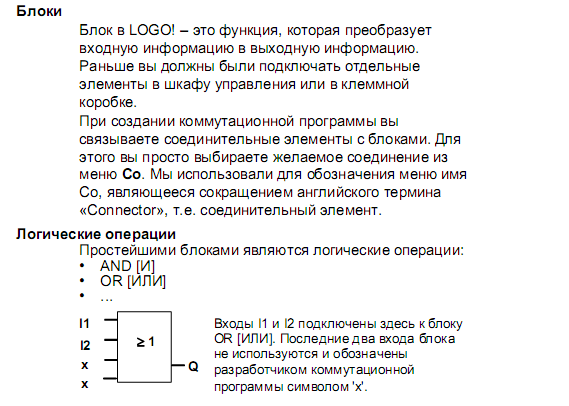 Блоки
Блок в LOGO! – это функция, которая преобразует
входную информацию в выходную информацию.
Раньше вы должны были подключать отдельные
элементы в шкафу управления или в клеммной
коробке.
При создании коммутационной программы вы
связываете соединительные элементы с блоками. Для
этого вы просто выбираете желаемое соединение из
меню Co. Мы использовали для обозначения меню имя
Co, являющееся сокращением английского термина
«Connector», т.е. соединительный элемент.
Логические операции
Простейшими блоками являются логические операции:
• AND [И]
• OR [ИЛИ]
• ...
I1
I2
x
x
≥ 1
Q
Входы I1 и I2 подключены здесь к блоку
OR [ИЛИ]. Последние два входа блока
не используются и обозначены
разработчиком коммутационной
программы символом 'x'.